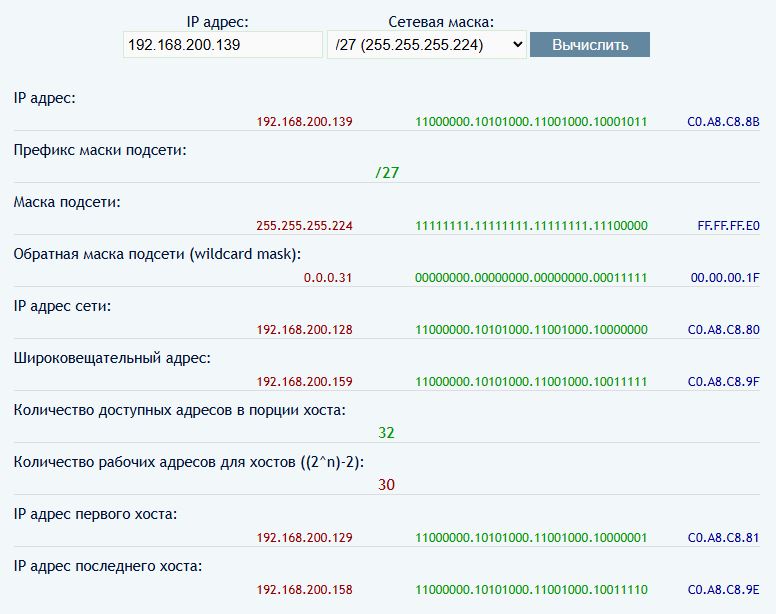 IP адрес: Сетевая маска:
192.168.200.139 /27 (255.255.255.224) Вычислить
IP адрес:
192.168.200.139 11000000.10101000.11001000.10001011 C0.A8.C8.8B
Префикс маски подсети:
/27
Маска подсети:
255.255.255.224 11111111.11111111.11111111.11100000 FF.FF.FF.E0
Обратная маска подсети (wildcard mask):
0.0.0.31 00000000.00000000.00000000.00011111 00.00.00.1F
IP адрес сети:
192.168.200.128 11000000.10101000.11001000.10000000 C0.A8.C8.80
Широковещательный адрес:
192.168.200.159 11000000.10101000.11001000.10011111 C0.A8.C8.9F
Количество доступных адресов в порции хоста:
32
Количество рабочих адресов для хостов ((2^n)-2):
30
IP адрес первого хоста:
192.168.200.129 11000000.10101000.11001000.10000001 C0.A8.C8.81
IP адрес последнего хоста:
192.168.200.158 11000000.10101000.11001000.10011110 C0.A8.C8.9E